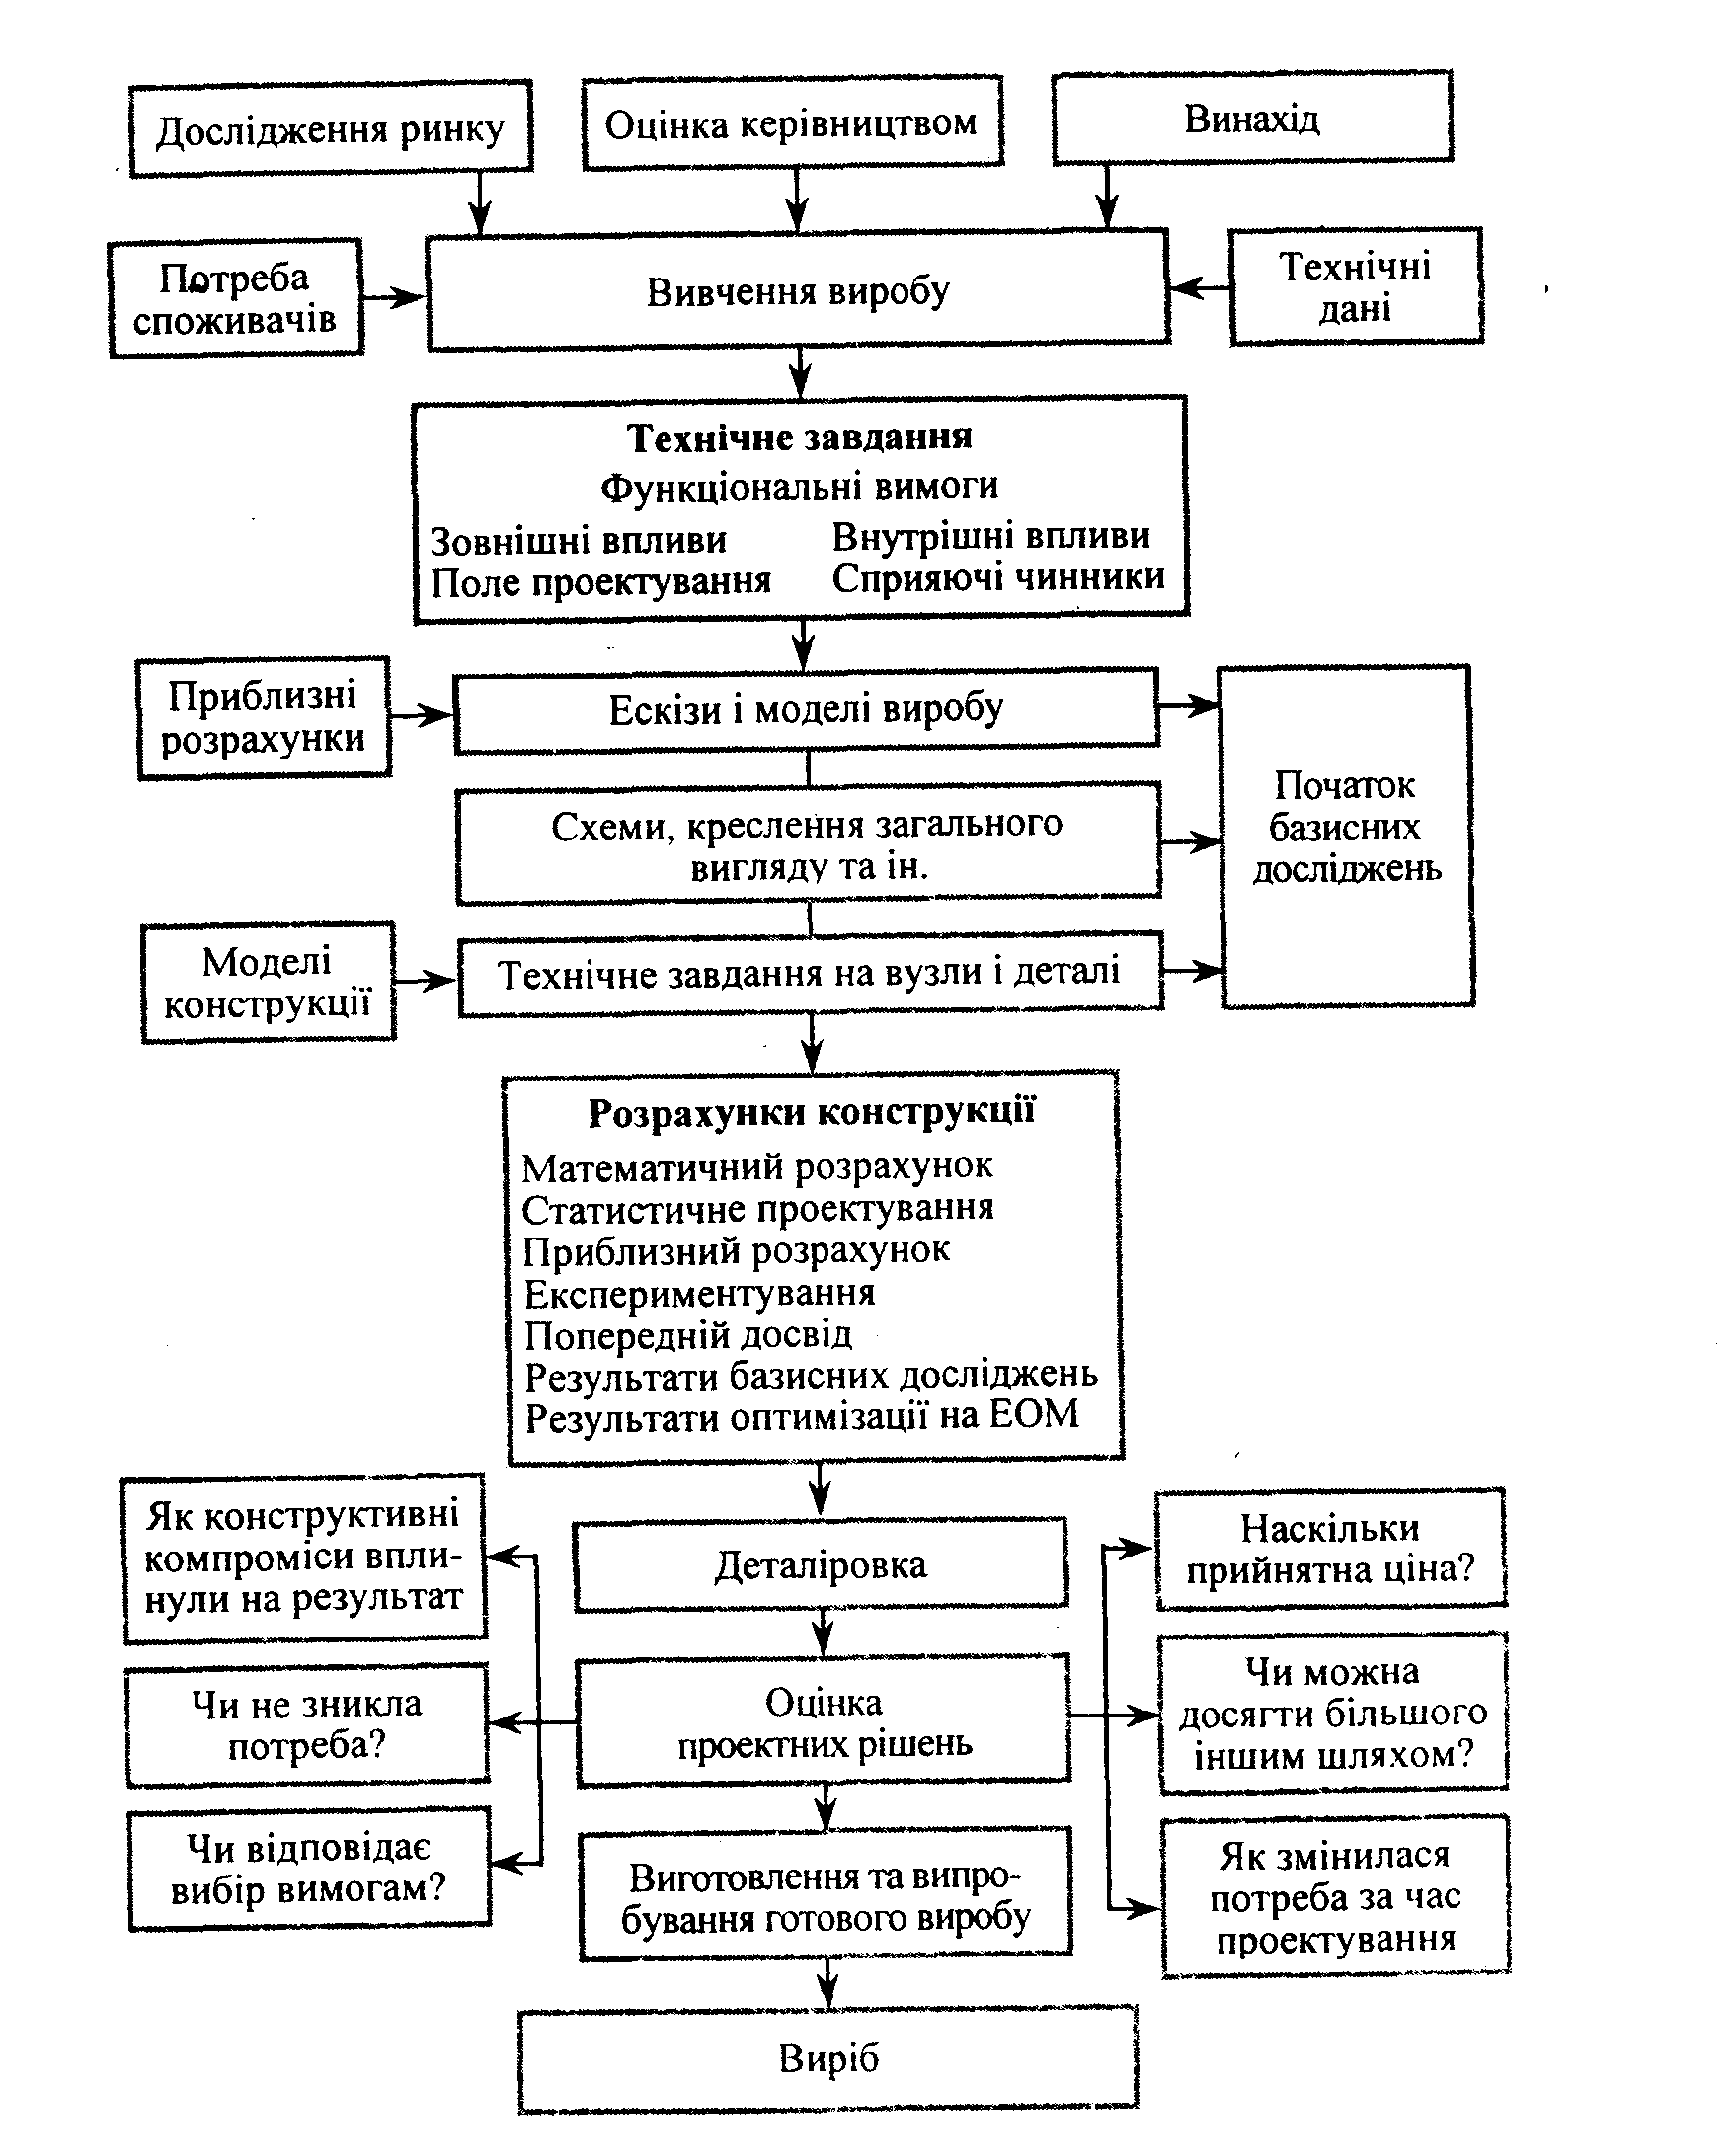 Дослідження ринку
Оцінка керівництвом
Винахід
Потреба
споживачів
Вивчення виробу
Технічні
дані
Технічне завдання
Функціональні вимоги
Зовнішні впливи
Внутрішні впливи
Поле проектування
Сприяючі чинники
Приблизні
розрахунки
Ескізи і моделі виробу
Схеми, креслення загального
вигляду та ін.
Початок
базисних
досліджень
Моделі
конструкції
Технічне завдання на вузли і деталі
Розрахунки конструкції
Математичний розрахунок
Статистичне проектування
Приблизний розрахунок
Експериментування
Попередній досвід
Результати базисних досліджень
Результати оптимізації на ЕОМ
Як конструктивні
компроміси впли-
нули на результат
Деталіровка
Наскільки
прийнятна ціна?
Чи не зникла
потреба?
Оцінка
проектних рішень
Чи можна
досягти більшого
іншим шляхом?
Чи відповідає
вибір вимогам?
Виготовлення та випро-
бування готового виробу
Як змінилася
потреба за час
проектування
Виріб